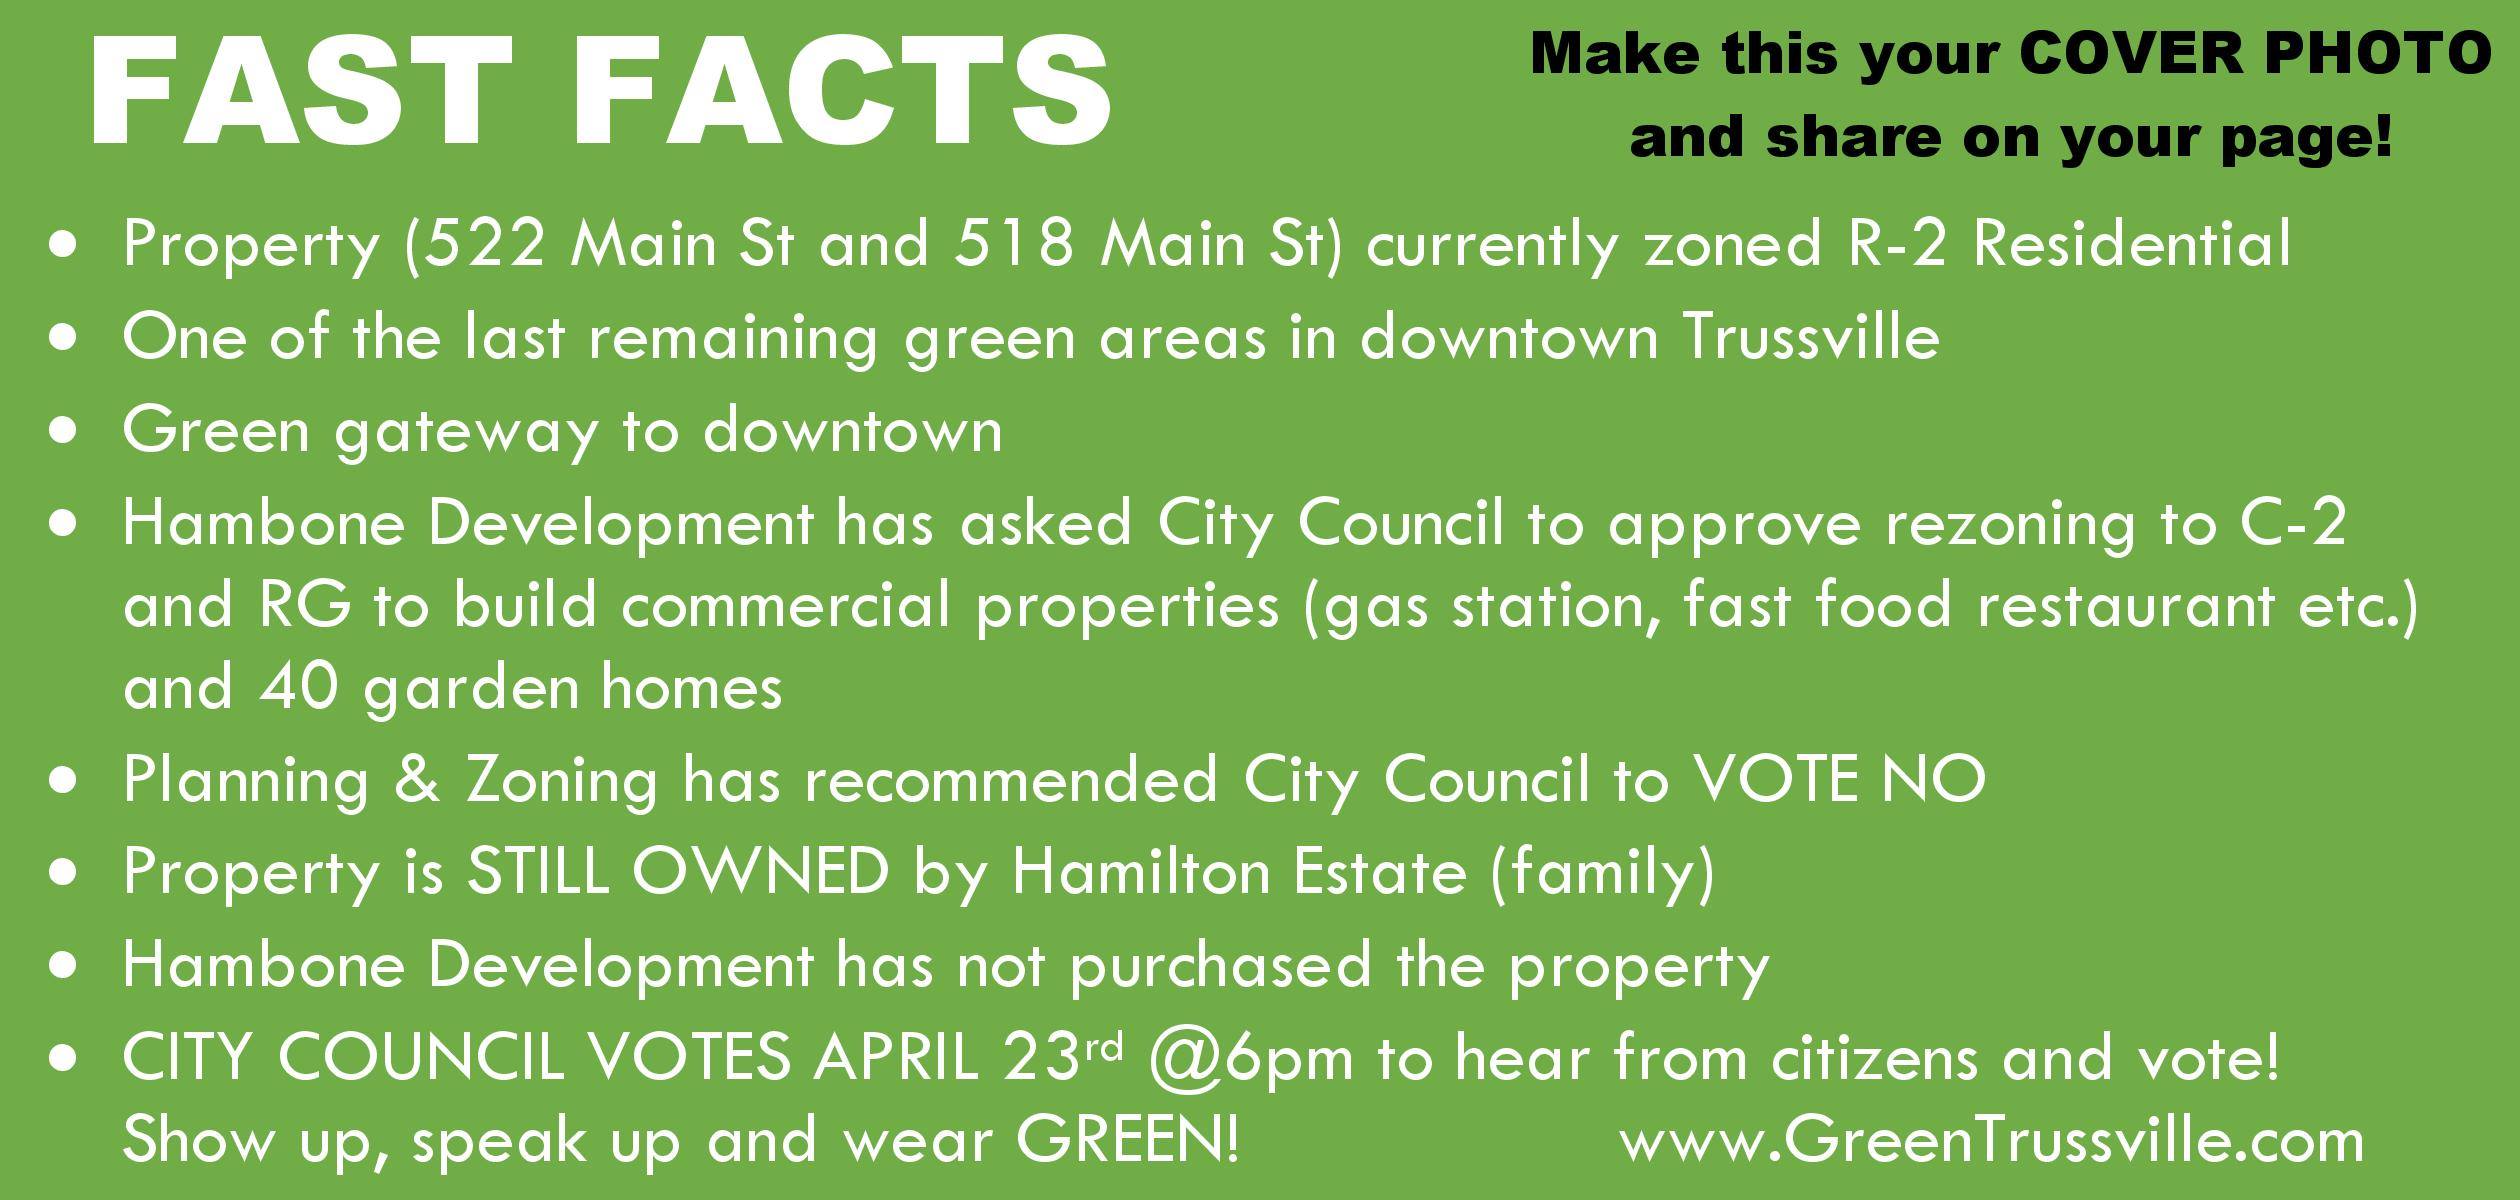 FAST FACTS
Make this your COVER PHOTO
and share on your page!
• Property (522 Main St and 518 Main St) currently zoned R-2 Residential
• One of the last remaining green areas in downtown Trussville
• Green gateway to downtown
• Hambone Development has asked City Council to approve rezoning to C-2
and RG to build commercial properties (gas station, fast food restaurant etc.)
and 40 garden homes
• Planning & Zoning has recommended City Council to VOTE NO
• Property is STILL OWNED by Hamilton Estate (family)
• Hambone Development has not purchased the property
• CITY COUNCIL VOTES APRIL 23rd @6pm to hear from citizens and vote!
Show up, speak up and wear GREEN! www.GreenTrussville.com